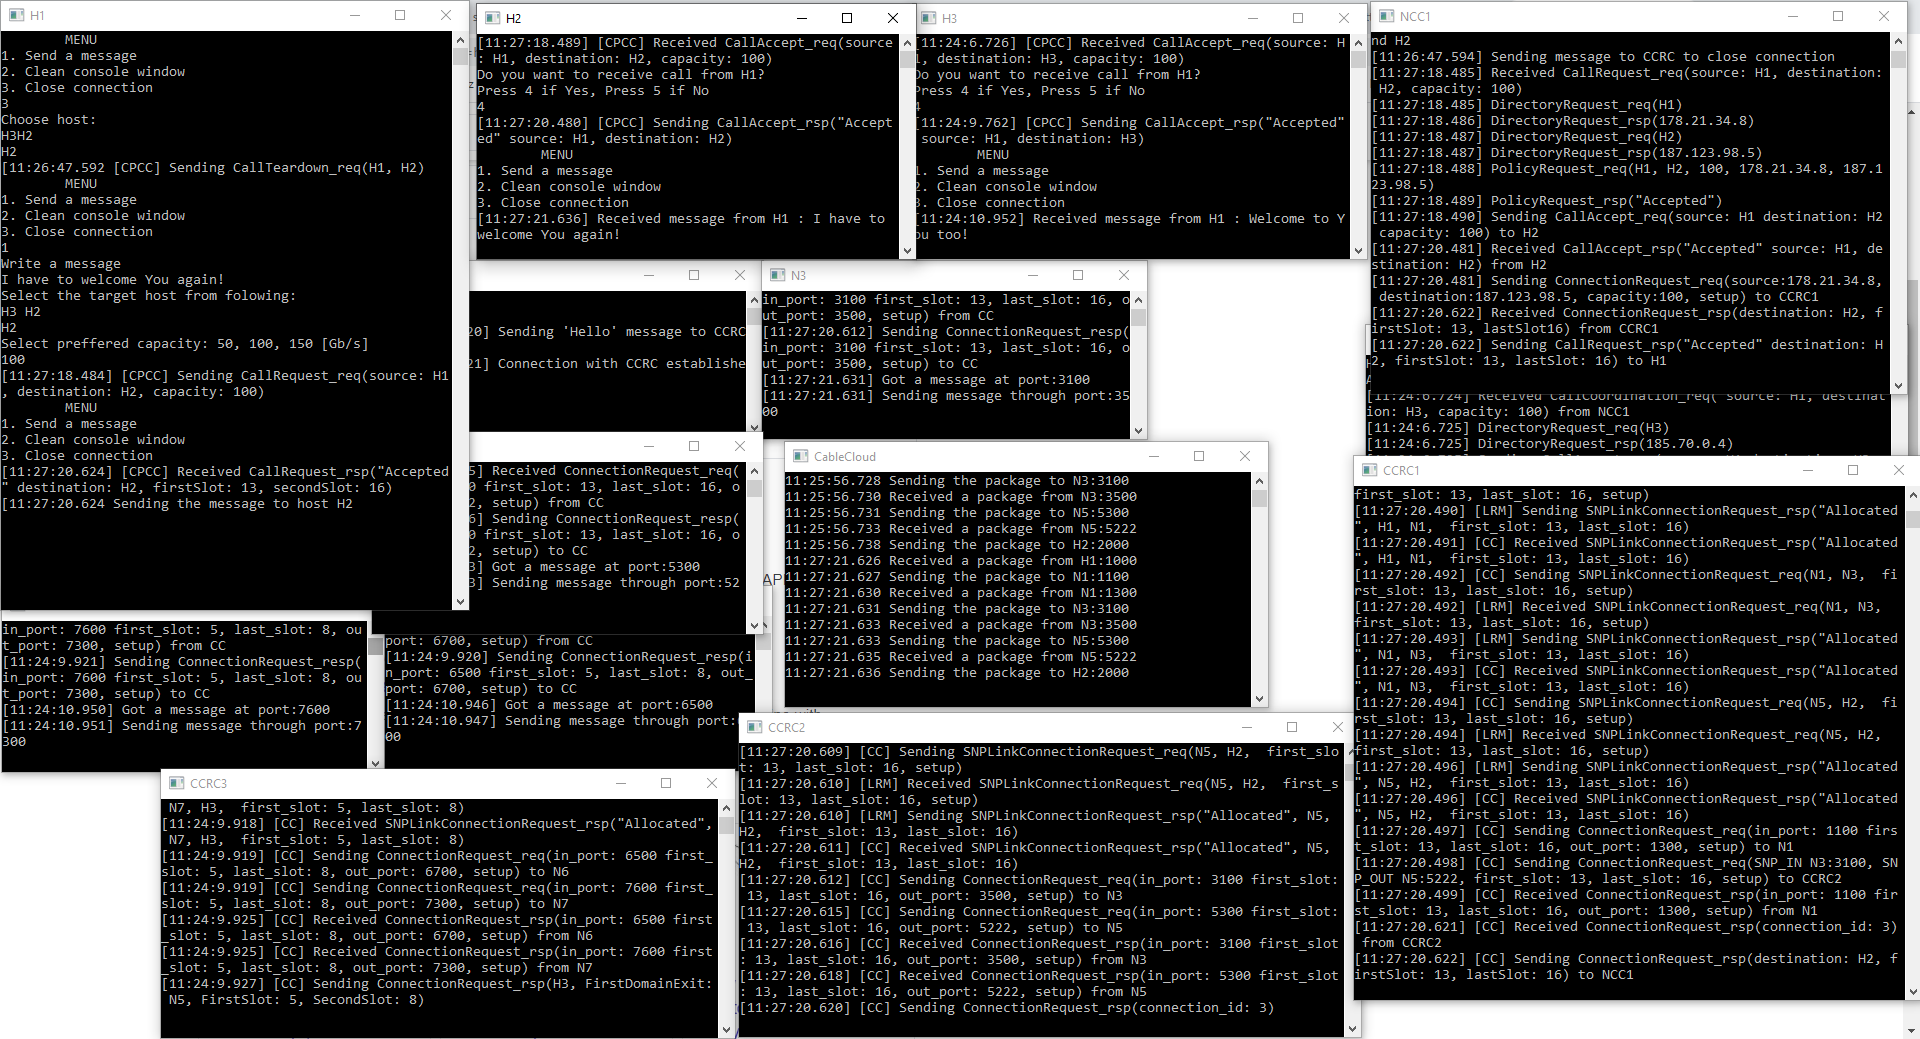 H1
MENU
1. Send a message
2. Clean console window
3. Close connection
3
Choose host:
H3H2
H2
[11:26:47.592 [CPCC] Sending CallTeardown_req(H1, H2)
MENU
1. Send a message
2. Clean console window
3. Close connection
1
Write a message
I have to welcome You again!
Select the target host from folowing:
H3 H2
H2
Select preffered capacity: 50, 100, 150 [Gb/s]
100
[11:27:18.484] [CPCC] Sending CallRequest_req(source: H1
, destination: H2, capacity: 100)
MENU
1. Send a message
2. Clean console window
3. Close connection
[11:27:20.624] [CPCC] Received CallRequest_rsp("Accepted
" destination: H2, firstSlot: 13, secondSlot: 16)
[11:27:20.624 Sending the message to host H2
H2
[11:27:18.489] [CPCC] Received CallAccept_req(source
: H1, destination: H2, capacity: 100)
Do you want to receive call from H1?
Press 4 if Yes, Press 5 if No
4
[11:27:20.480] [CPCC] Sending CallAccept_rsp("Accept
ed" source: H1, destination: H2)
MENU
1. Send a message
2. Clean console window
3. Close connection
[11:27:21.636] Received message from H1 : I have to
welcome You again!
H3
[11:24:6.726] [CPCC] Received CallAccept_req(source: H
1, destination: H3, capacity: 100)
Do you want to receive call from H1?
Press 4 if Yes, Press 5 if No
4
[11:24:9.762] [CPCC] Sending CallAccept_rsp("Accepted"
source: H1, destination: H3)
MENU
1. Send a message
2. Clean console window
3. Close connection
[11:24:10.952] Received message from H1 : Welcome to Y
ou too!
NCC1
nd H2
[11:26:47.594] Sending message to CCRC to close connection
[11:27:18.485] Received CallRequest_req(source: H1, destination:
H2, capacity: 100)
[11:27:18.485] DirectoryRequest_req(H1)
[11:27:18.486] DirectoryRequest_rsp(178.21.34.8)
[11:27:18.487] DirectoryRequest_req(H2)
[11:27:18.487] DirectoryRequest_rsp(187.123.98.5)
[11:27:18.488] PolicyRequest_req(H1, H2, 100, 178.21.34.8, 187.1
23.98.5)
[11:27:18.489] PolicyRequest_rsp("Accepted")
[11:27:18.490] Sending CallAccept_req(source: H1 destination: H2
capacity: 100) to H2
[11:27:20.481] Received CallAccept_rsp("Accepted" source: H1, de
stination: H2) from H2
[11:27:20.481] Sending ConnectionRequest_req(source:178.21.34.8,
destination:187.123.98.5, capacity:100, setup) to CCRC1
[11:27:20.622] Received ConnectionRequest_rsp(destination: H2, f
irstSlot: 13, lastSlot16) from CCRC1
[11:27:20.622] Sending CallRequest_rsp("Accepted" destination: H
2, firstSlot: 13, lastSlot: 16) to H1
[11:24:6.724] Received CallCoordination_req( source: H1, destinat
ion: H3, capacity: 100) from NCC1
[11:24:6.725] DirectoryRequest_req(H3)
[11:24:6.725] DirectoryRequest_rsp(185.70.0.4)
20] Sending 'Hello' message to CCRC
21] Connection with CCRC establishe
N3
in_port: 3100 first_slot: 13, last_slot: 16, o
ut_port: 3500, setup) from CC
[11:27:20.612] Sending ConnectionRequest_resp(
in_port: 3100 first_slot: 13, last_slot: 16, o
ut_port: 3500, setup) to CC
[11:27:21.631] Got a message at port:3100
[11:27:21.631] Sending message through port:35
00
5] Received ConnectionRequest_req(
0 first_slot: 13, last_slot: 16, o
2, setup) from CC
6] Sending ConnectionRequest_resp(
0 first_slot: 13, last_slot: 16, o
2, setup) to CC
3] Got a message at port:5300
3] Sending message through port:52
AP
CableCloud
11:25:56.728 Sending the package to N3:3100
11:25:56.730 Received a package from N3:3500
11:25:56.731 Sending the package to N5:5300
11:25:56.733 Received a package from N5:5222
11:25:56.738 Sending the package to H2:2000
11:27:21.626 Received a package from H1:1000
11:27:21.627 Sending the package to N1:1100
11:27:21.630 Received a package from N1:1300
11:27:21.631 Sending the package to N3:3100
11:27:21.633 Received a package from N3:3500
11:27:21.633 Sending the package to N5:5300
11:27:21.635 Received a package from N5:5222
11:27:21.636 Sending the package to H2:2000
in_port: 7600 first_slot: 5, last_slot: 8, ou
t_port: 7300, setup) from CC
[11:24:9.921] Sending ConnectionRequest_resp(
in_port: 7600 first_slot: 5, last_slot: 8, ou
t_port: 7300, setup) to CC
[11:24:10.950] Got a message at port:7600
[11:24:10.951] Sending message through port:7
300
port: 6700, setup) from CC
[11:24:9.920] Sending ConnectionRequest_resp(i
n_port: 6500 first_slot: 5, last_slot: 8, out_
port: 6700, setup) to CC
[11:24:10.946] Got a message at port:6500
[11:24:10.947] Sending message through port:
00
CCRC1
first_slot: 13, last_slot: 16, setup)
[11:27:20.490] [LRM] Sending SNPLinkConnectionRequest_rsp("Allocated
", H1, N1,  first_slot: 13, last_slot: 16)
[11:27:20.491] [CC] Received SNPLinkConnectionRequest_rsp("Allocated
", H1, N1,  first_slot: 13, last_slot: 16)
[11:27:20.492] [CC] Sending SNPLinkConnectionRequest_req(N1, N3,  fi
rst_slot: 13, last_slot: 16, setup)
[11:27:20.492] [LRM] Received SNPLinkConnectionRequest_req(N1, N3,
first_slot: 13, last_slot: 16, setup)
[11:27:20.493] [LRM] Sending SNPLinkConnectionRequest_rsp("Allocated
", N1, N3,  first_slot: 13, last_slot: 16)
[11:27:20.493] [CC] Received SNPLinkConnectionRequest_rsp("Allocated
", N1, N3,  first_slot: 13, last_slot: 16)
[11:27:20.494] [CC] Sending SNPLinkConnectionRequest_req(N5, H2,  fi
rst_slot: 13, last_slot: 16, setup)
[11:27:20.494] [LRM] Received SNPLinkConnectionRequest_req(N5, H2,
first_slot: 13, last_slot: 16, setup)
[11:27:20.496] [LRM] Sending SNPLinkConnectionRequest_rsp("Allocated
", N5, H2,  first_slot: 13, last_slot: 16)
[11:27:20.496] [CC] Received SNPLinkConnectionRequest_rsp("Allocated
", N5, H2,  first_slot: 13, last_slot: 16)
[11:27:20.497] [CC] Sending ConnectionRequest_req(in_port: 1100 firs
t_slot: 13, last_slot: 16, out_port: 1300, setup) to N1
[11:27:20.498] [CC] Sending ConnectionRequest_req(SNP_IN N3:3100, SN
P_OUT N5:5222, first_slot: 13, last_slot: 16, setup) to CCRC2
[11:27:20.499] [CC] Received ConnectionRequest_rsp(in_port: 1100 fir
st_slot: 13, last_slot: 16, out_port: 1300, setup) from N1
[11:27:20.621] [CC] Received ConnectionRequest_rsp(connection_id: 3)
from CCRC2
[11:27:20.622] [CC] Sending ConnectionRequest_rsp(destination: H2, f
irstSlot: 13, lastSlot: 16) to NCC1
CCRC2
[11:27:20.609] [CC] Sending SNPLinkConnectionRequest_req(N5, H2,  first_slo
t: 13, last_slot: 16, setup)
[11:27:20.610] [LRM] Received SNPLinkConnectionRequest_req(N5, H2,  first_s
lot: 13, last_slot: 16, setup)
[11:27:20.610] [LRM] Sending SNPLinkConnectionRequest_rsp("Allocated", N5,
H2,  first_slot: 13, last_slot: 16)
[11:27:20.611] [CC] Received SNPLinkConnectionRequest_rsp("Allocated", N5,
H2,  first_slot: 13, last_slot: 16)
[11:27:20.612] [CC] Sending ConnectionRequest_req(in_port: 3100 first_slot:
13, last_slot: 16, out_port: 3500, setup) to N3
[11:27:20.615] [CC] Sending ConnectionRequest_req(in_port: 5300 first_slot:
13, last_slot: 16, out_port: 5222, setup) to N5
[11:27:20.616] [CC] Received ConnectionRequest_rsp(in_port: 3100 first_slot
: 13, last_slot: 16, out_port: 3500, setup) from N3
[11:27:20.618] [CC] Received ConnectionRequest_rsp(in_port: 5300 first_slot
: 13, last_slot: 16, out_port: 5222, setup) from N5
[11:27:20.620] [CC] Sending ConnectionRequest_rsp(connection_id: 3)
CCRC3
N7, H3,  first_slot: 5, last_slot: 8)
[11:24:9.918] [CC] Received SNPLinkConnectionRequest_rsp("Allocated",
N7, H3,  first_slot: 5, last_slot: 8)
[11:24:9.919] [CC] Sending ConnectionRequest_req(in_port: 6500 first_
slot: 5, last_slot: 8, out_port: 6700, setup) to N6
[11:24:9.919] [CC] Sending ConnectionRequest_req(in_port: 7600 first_
slot: 5, last_slot: 8, out_port: 7300, setup) to N7
[11:24:9.925] [CC] Received ConnectionRequest_rsp(in_port: 6500 first
_slot: 5, last_slot: 8, out_port: 6700, setup) from N6
[11:24:9.925] [CC] Received ConnectionRequest_rsp(in_port: 7600 first
_slot: 5, last_slot: 8, out_port: 7300, setup) from N7
[11:24:9.927] [CC] Sending ConnectionRequest_rsp(H3, FirstDomainExit:
N5, FirstSlot: 5, SecondSlot: 8)